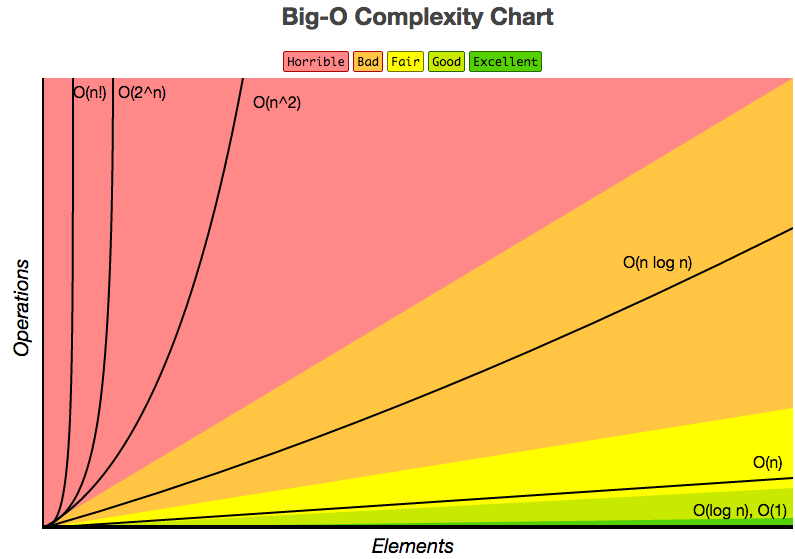 Big-O Complexity Chart
Horrible Bad Fair Good Excellent
O(n!) O(2^n)
O(n^2)
O(n log n)
O(n)
O(log n), O(1)
Operations
Elements